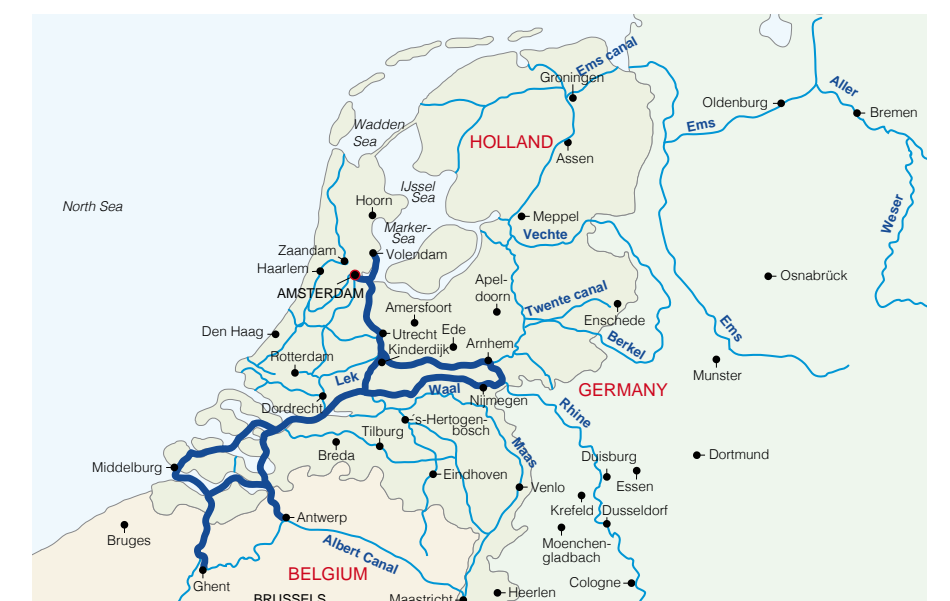 Ems canal
Groningen
Aller
Oldenburg
Bremen
Ems
Wadden
Sea
HOLLAND
Assen
IJssel
Sea
Hoorn
North Sea
Meppel
Weser
Marker-
Sea
Vechte
Zaandam
Volendam
Haarlem
Osnabrück
AMSTERDAM
Apel-
doorn
Twente canal
Amersfoort
Enschede
Den Haag
Utrecht
Ede
Ems
Kinderdijk
Arnhem
Berkel
Rotterdam
Munster
Lek
Waal
GERMANY
Dordrecht
Nijmegen
Rhine
´s-Hertogen-
bosch
Tilburg
Breda
Maas
Duisburg
Dortmund
Middelburg
Eindhoven
Essen
Venlo
Krefeld
Dusseldorf
Antwerp
Bruges
Moenchen-
gladbach
Albert Canal
BELGIUM
Ghent
Cologne
BRUSSELS
Maastricht
Heerlen